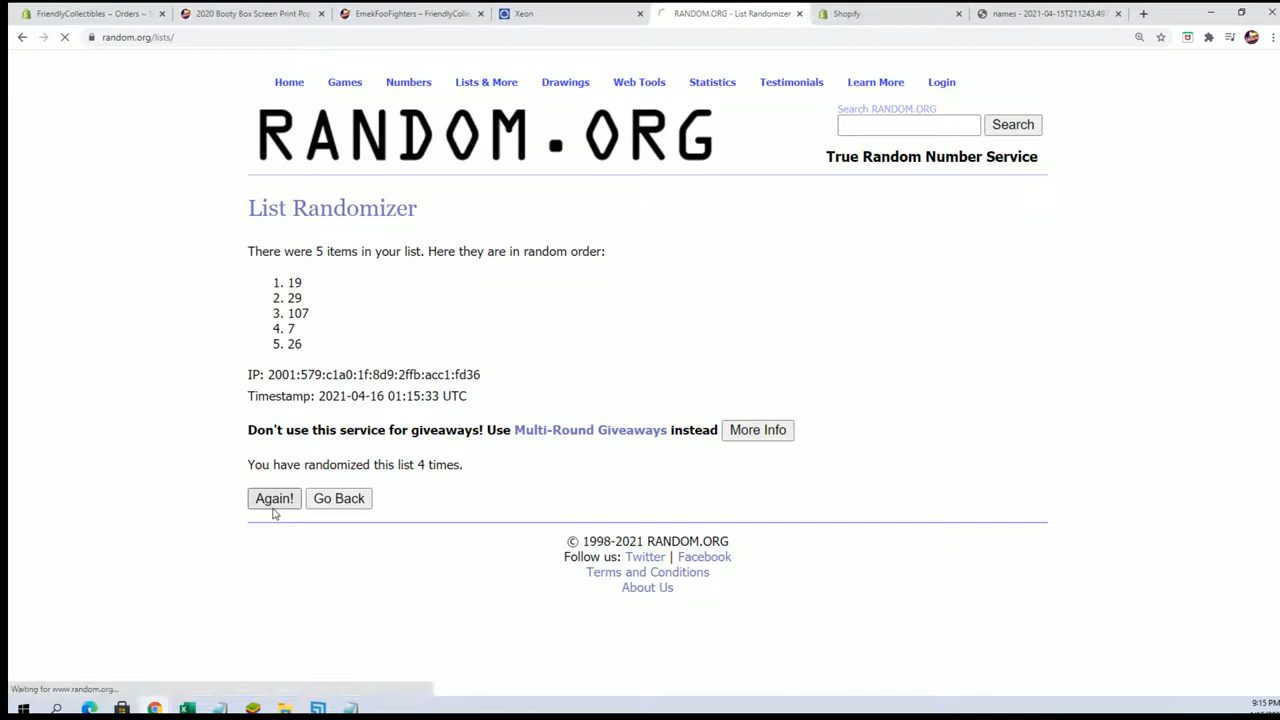 FriendlyCollectibles ~ Orders ~ S
2020 Booty Box Screen Print Pop
EmekFooFighters – FriendlyColle
Xeon
RANDOM.ORG - List Randomizer
Shopify
names - 2021-04-15T211243.497
random.org/lists/
Home Games Numbers Lists & More Drawings Web Tools Statistics Testimonials Learn More Login
RANDOM.ORG
Search RANDOM.ORG
Search
True Random Number Service
List Randomizer
There were 5 items in your list. Here they are in random order:
1. 19
2. 29
3. 107
4. 7
5. 26
IP: 2001:579:c1a0:1f:8d9:2ffb:acc1:fd36
Timestamp: 2021-04-16 01:15:33 UTC
Don't use this service for giveaways! Use Multi-Round Giveaways instead More Info
You have randomized this list 4 times.
Again! Go Back
© 1998-2021 RANDOM.ORG
Follow us: Twitter | Facebook
Terms and Conditions
About Us
Waiting for www.random.org...
9:15 PM